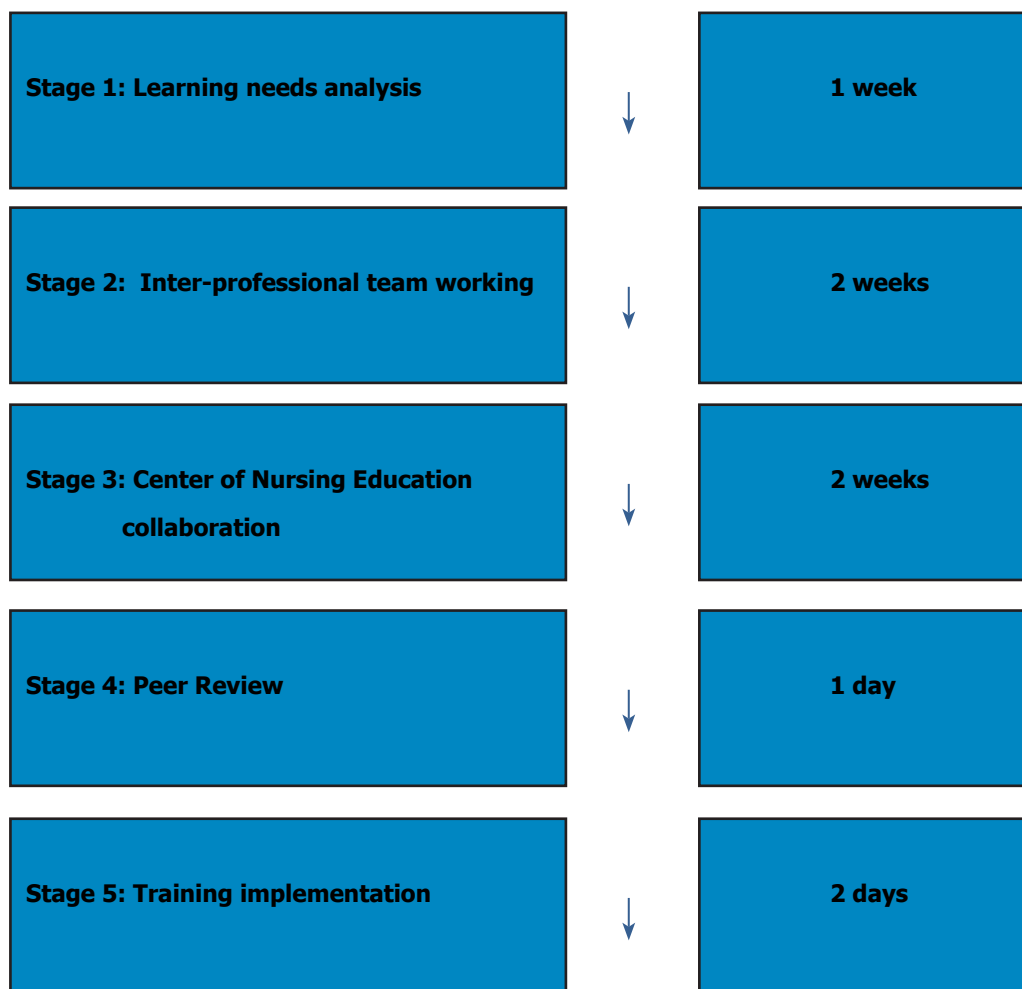 Stage 1: Learning needs analysis
1 week
Stage 2:  Inter-professional team working
2 weeks
Stage 3: Center of Nursing Education
collaboration
2 weeks
Stage 4: Peer Review
1 day
Stage 5: Training implementation
2 days